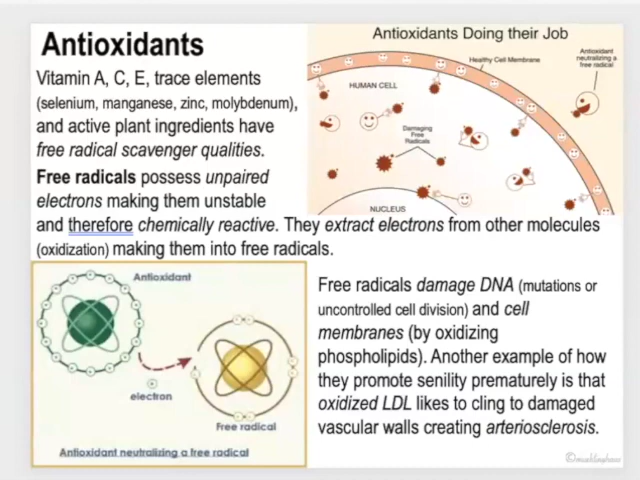 Antioxidants
Vitamin A, C, E, trace elements
(selenium, manganese, zinc, molybdenum),
and active plant ingredients have
free radical scavenger qualities.
Free radicals possess unpaired
electrons making them unstable
and therefore chemically reactive. They extract electrons from other molecules
(oxidization) making them into free radicals.
Antioxidants Doing their Job
Healthy Cell Membrane
Antioxidant
neutralizing a
free radical
HUMAN CELL
Damaging
Free
Radicals
NUCLEUS
Antioxidant
electron
Free radical
Antioxidant neutralizing a free radical
Free radicals damage DNA (mutations or
uncontrolled cell division) and cell
membranes (by oxidizing
phospholipids). Another example of how
they promote senility prematurely is that
oxidized LDL likes to cling to damaged
vascular walls creating arteriosclerosis.